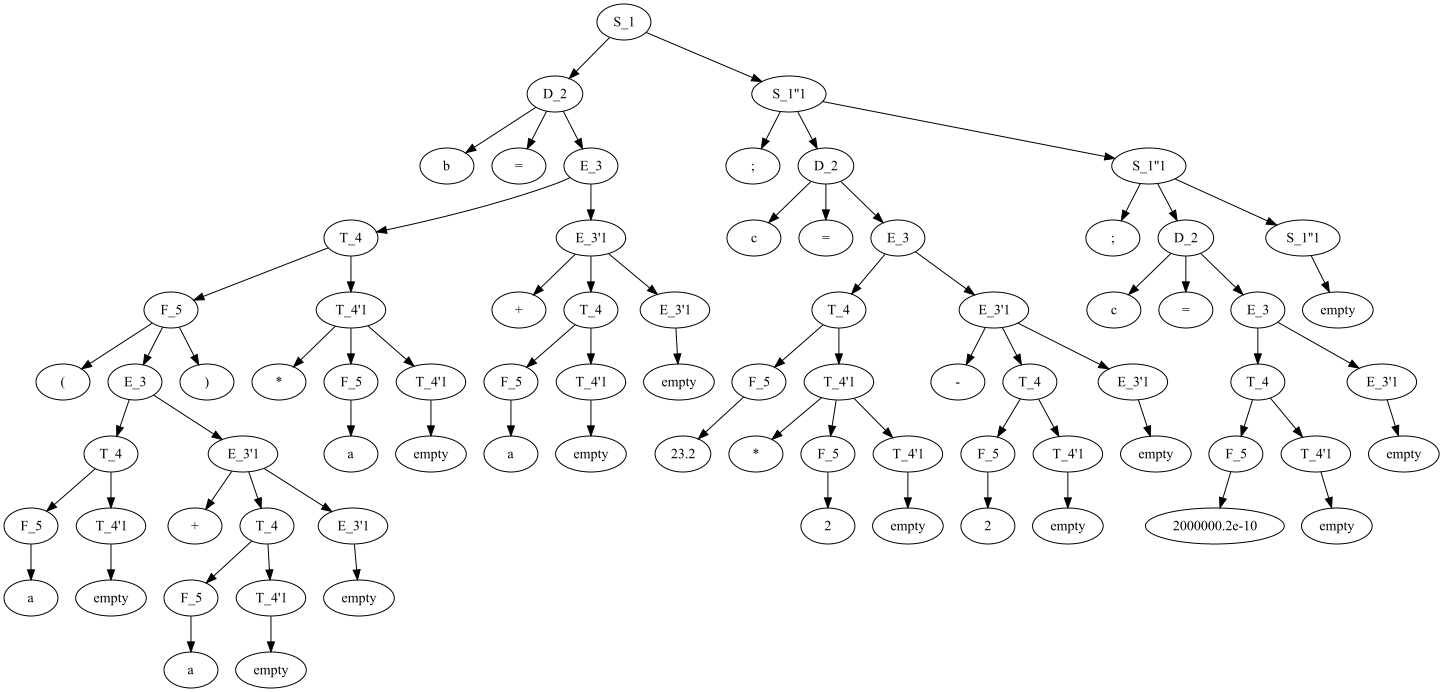 S_1
D_2 S_1"1
b = E_3 ; D_2 S_1"1
T_4 E_3'1 c = E_3 ; D_2 S_1"1
F_5 T_4'1 + T_4 E_3'1 T_4 E_3'1 c = E_3 empty
( E_3 ) * F_5 T_4'1 F_5 T_4'1 empty F_5 T_4'1 - T_4 E_3'1 T_4 E_3'1
T_4 E_3'1 a empty a empty 23.2 * F_5 T_4'1 F_5 T_4'1 empty F_5 T_4'1 empty
F_5 T_4'1 + T_4 E_3'1 2 empty 2 empty 2000000.2e-10 empty
a empty F_5 T_4'1 empty
a empty